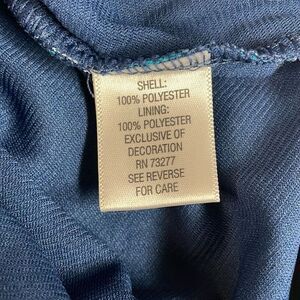 SHELL:
100% POLYESTER
LINING:
100% POLYESTER
EXCLUSIVE OF
DECORATION
RN 73277
SEE REVERSE
FOR CARE